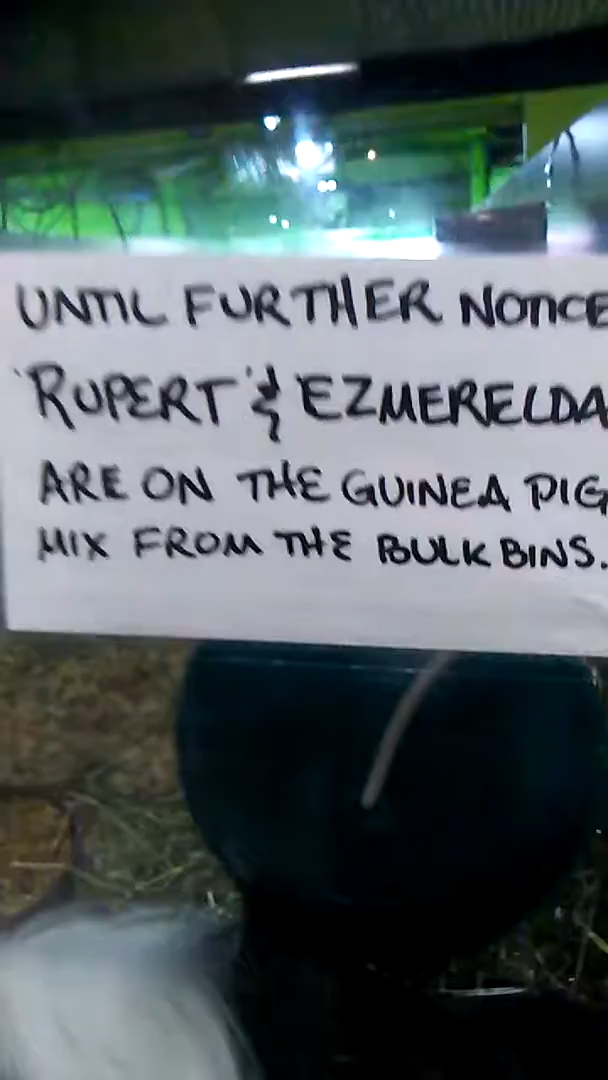 UNTIL FURTHER NOTICE
'RUPERT' & 'EZMERELDA
ARE ON THE GUINEA PIG
MIX FROM THE BULK BINS.